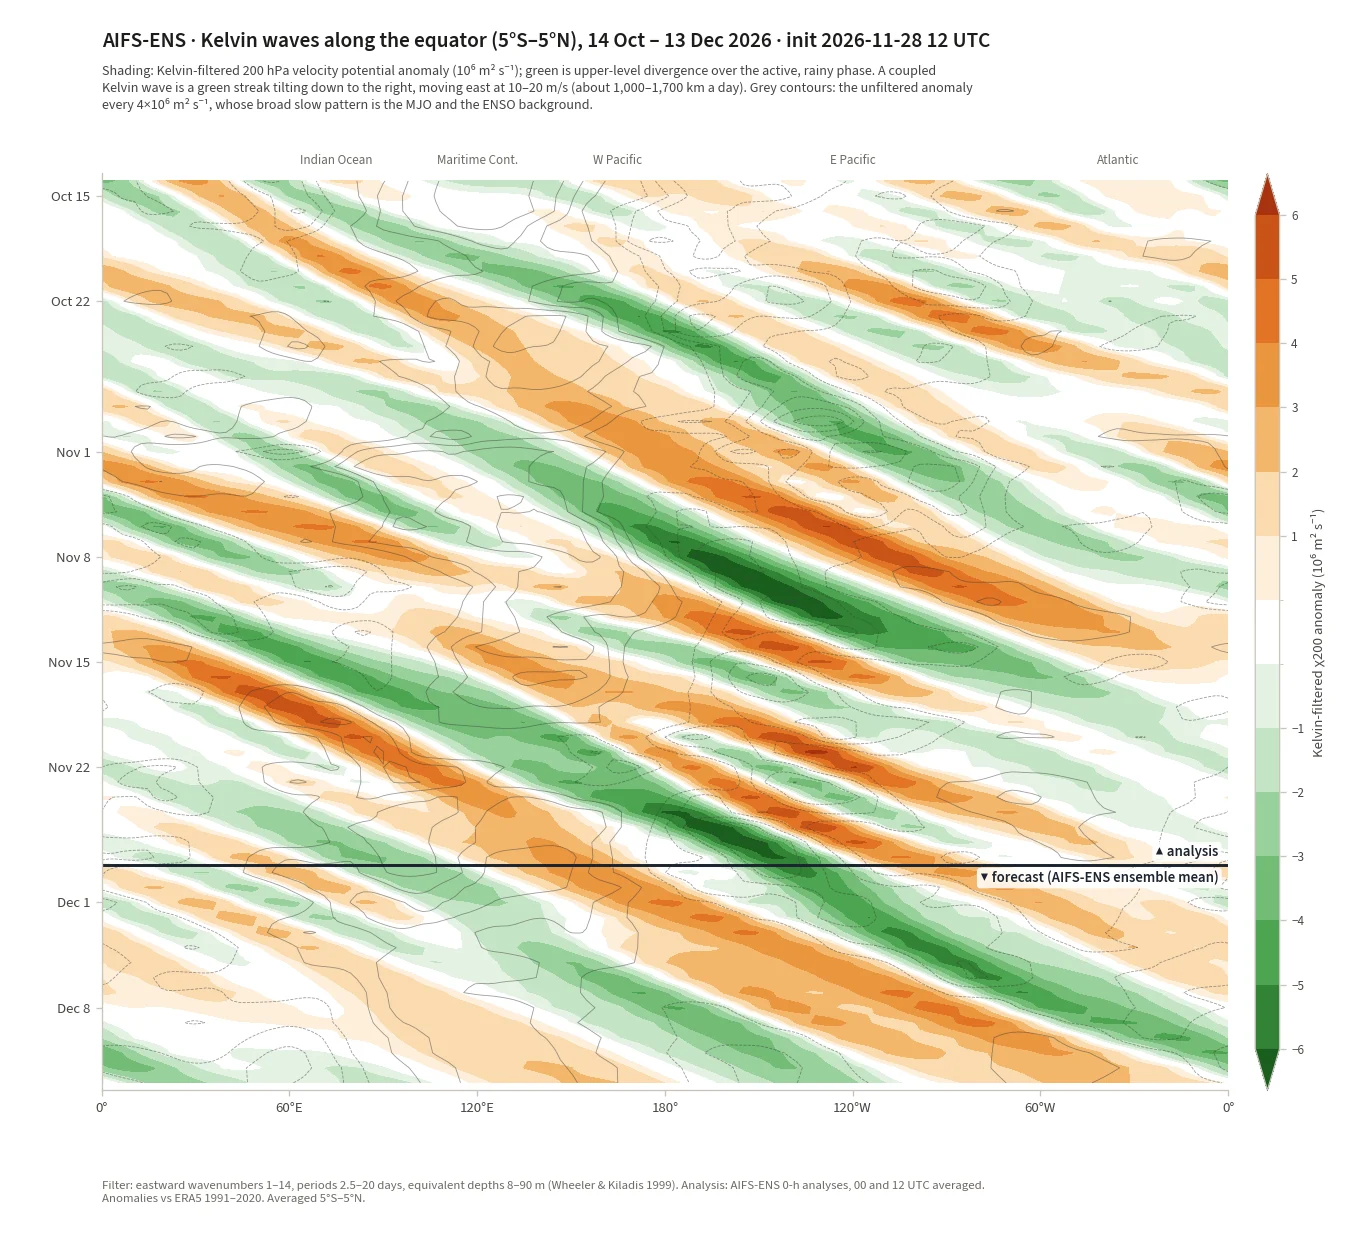 AIFS-ENS · Kelvin waves along the equator (5°S–5°N), 14 Oct – 13 Dec 2026 · init 2026-11-28 12 UTC
Shading: Kelvin-filtered 200 hPa velocity potential anomaly (10⁶ m² s⁻¹); green is upper-level divergence over the active, rainy phase. A coupled
Kelvin wave is a green streak tilting down to the right, moving east at 10–20 m/s (about 1,000–1,700 km a day). Grey contours: the unfiltered anomaly
every 4×10⁶ m² s⁻¹, whose broad slow pattern is the MJO and the ENSO background.
Indian Ocean
Maritime Cont.
W Pacific
E Pacific
Atlantic
Oct 15
Oct 22
Nov 1
Nov 8
Nov 15
Nov 22
Dec 1
Dec 8
▲ analysis
▼ forecast (AIFS-ENS ensemble mean)
0°
60°E
120°E
180°
120°W
60°W
0°
6
5
4
3
2
1
−1
−2
−3
−4
−5
−6
Kelvin-filtered χ200 anomaly (10⁶ m² s⁻¹)
Filter: eastward wavenumbers 1–14, periods 2.5–20 days, equivalent depths 8–90 m (Wheeler & Kiladis 1999). Analysis: AIFS-ENS 0-h analyses, 00 and 12 UTC averaged.
Anomalies vs ERA5 1991–2020. Averaged 5°S–5°N.